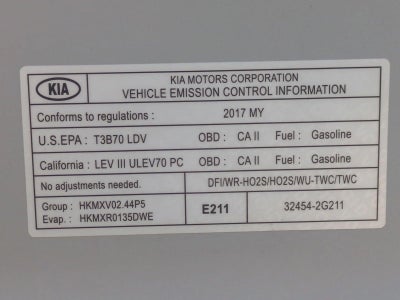 KIA
KIA MOTORS CORPORATION
VEHICLE EMISSION CONTROL INFORMATION
Conforms to regulations : 2017 MY
U.S.EPA : T3B70 LDV OBD : CA II Fuel : Gasoline
California : LEV III ULEV70 PC OBD : CA II Fuel : Gasoline
No adjustments needed. DFI/WR-HO2S/HO2S/WU-TWC/TWC
Group : HKMXV02.44P5
Evap. : HKMXR0135DWE
E211 32454-2G211